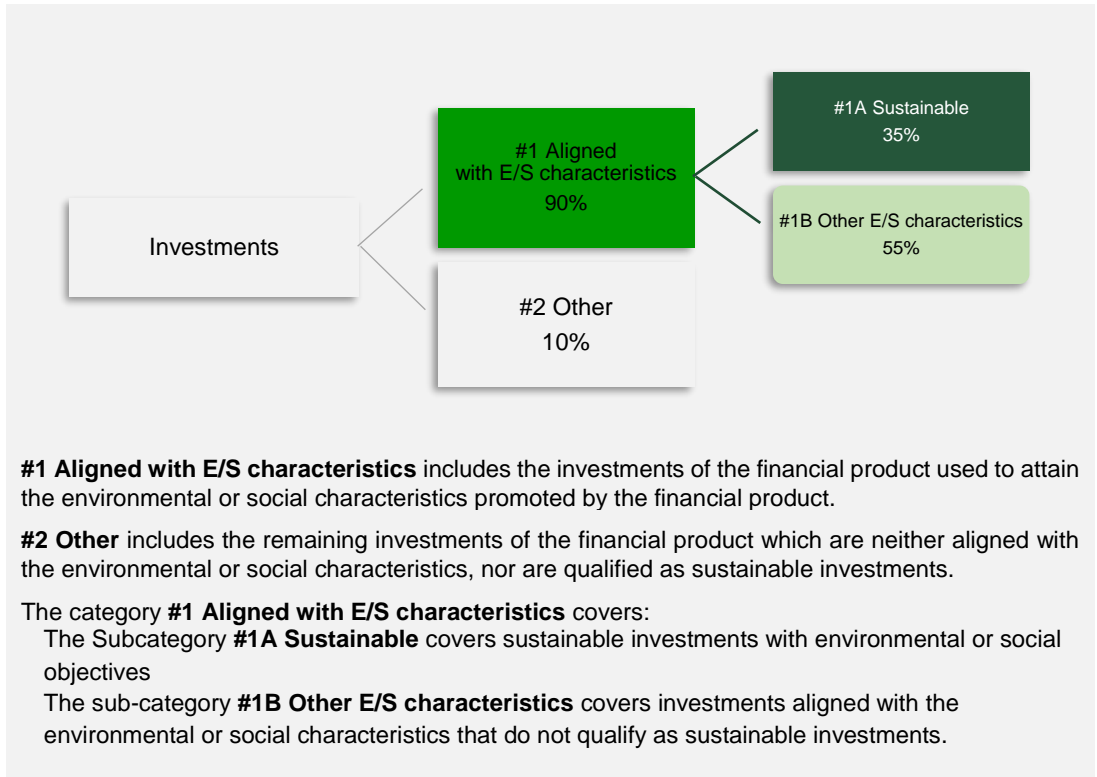 #1A Sustainable
35%
#1 Aligned
with E/S characteristics
90%
#1B Other E/S characteristics
55%
Investments
#2 Other
10%
#1 Aligned with E/S characteristics includes the investments of the financial product used to attain
the environmental or social characteristics promoted by the financial product.
#2 Other includes the remaining investments of the financial product which are neither aligned with
the environmental or social characteristics, nor are qualified as sustainable investments.
The category #1 Aligned with E/S characteristics covers:
The Subcategory #1A Sustainable covers sustainable investments with environmental or social
objectives
The sub-category #1B Other E/S characteristics covers investments aligned with the
environmental or social characteristics that do not qualify as sustainable investments.